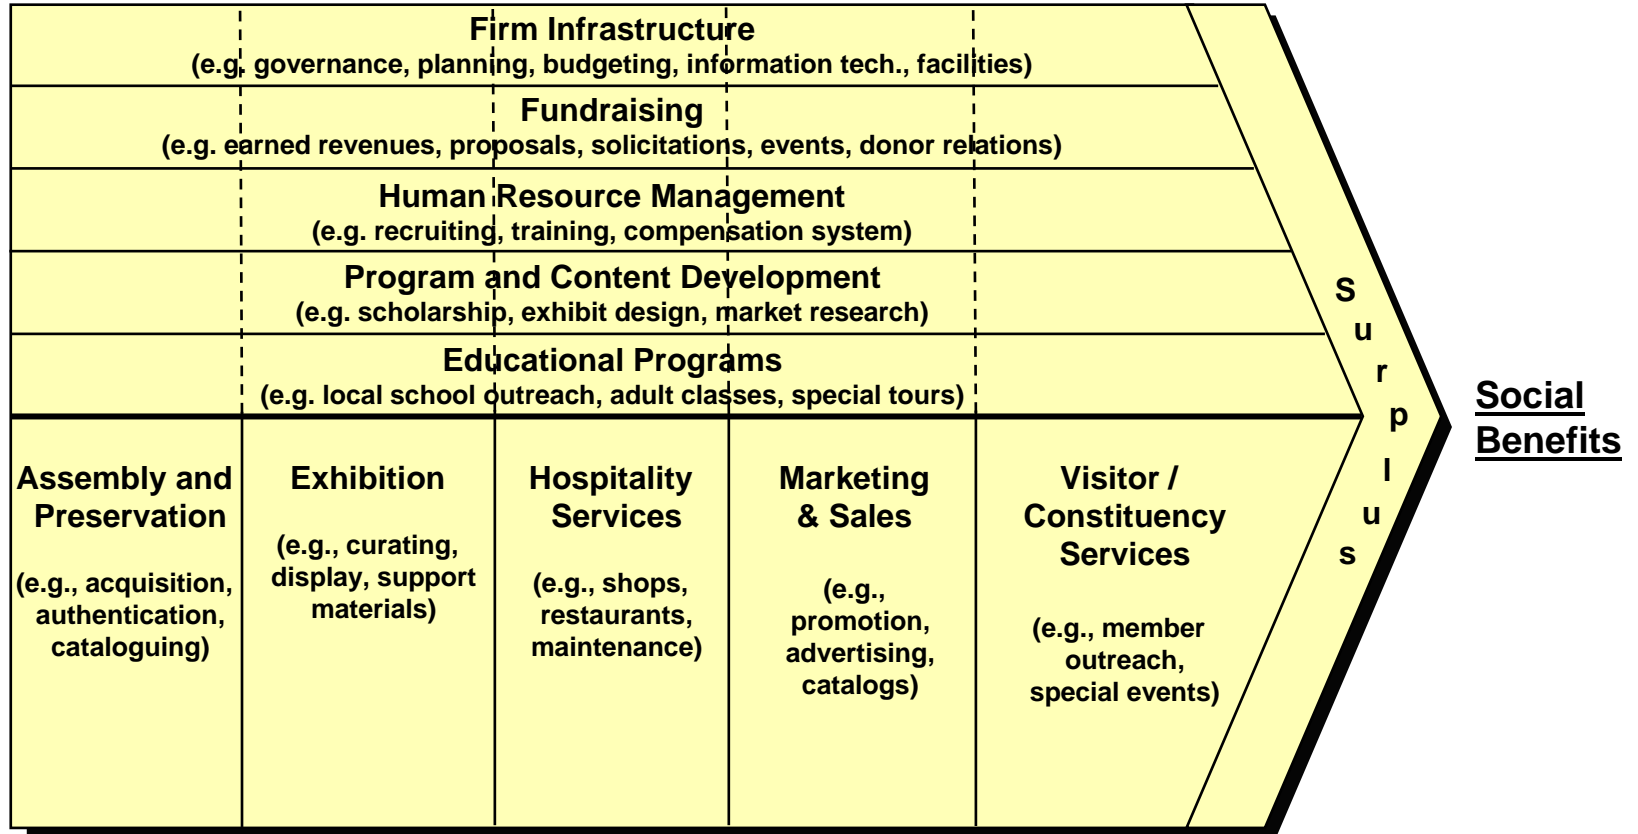 Firm Infrastructure
(e.g. governance, planning, budgeting, information tech., facilities)
Fundraising
(e.g. earned revenues, proposals, solicitations, events, donor relations)
Human Resource Management
(e.g. recruiting, training, compensation system)
Program and Content Development
(e.g. scholarship, exhibit design, market research)
Educational Programs
(e.g. local school outreach, adult classes, special tours)
Assembly and
Preservation
(e.g., acquisition,
authentication,
cataloguing)
Exhibition
(e.g., curating,
display, support
materials)
Hospitality
Services
(e.g., shops,
restaurants,
maintenance)
Marketing
& Sales
(e.g.,
promotion,
advertising,
catalogs)
Visitor /
Constituency
Services
(e.g., member
outreach,
special events)
Surplus
Social
Benefits